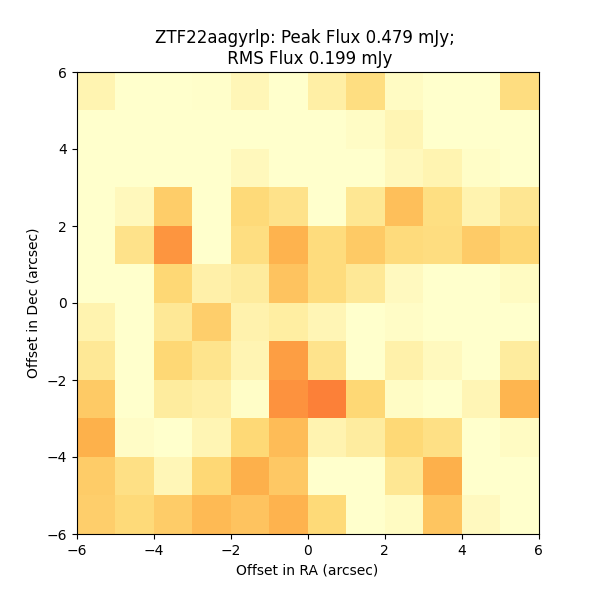 ZTF22aagyrlp: Peak Flux 0.479 mJy;
RMS Flux 0.199 mJy
6
4
2
0
−2
−4
−6
Offset in Dec (arcsec)
−6 −4 −2 0 2 4 6
Offset in RA (arcsec)